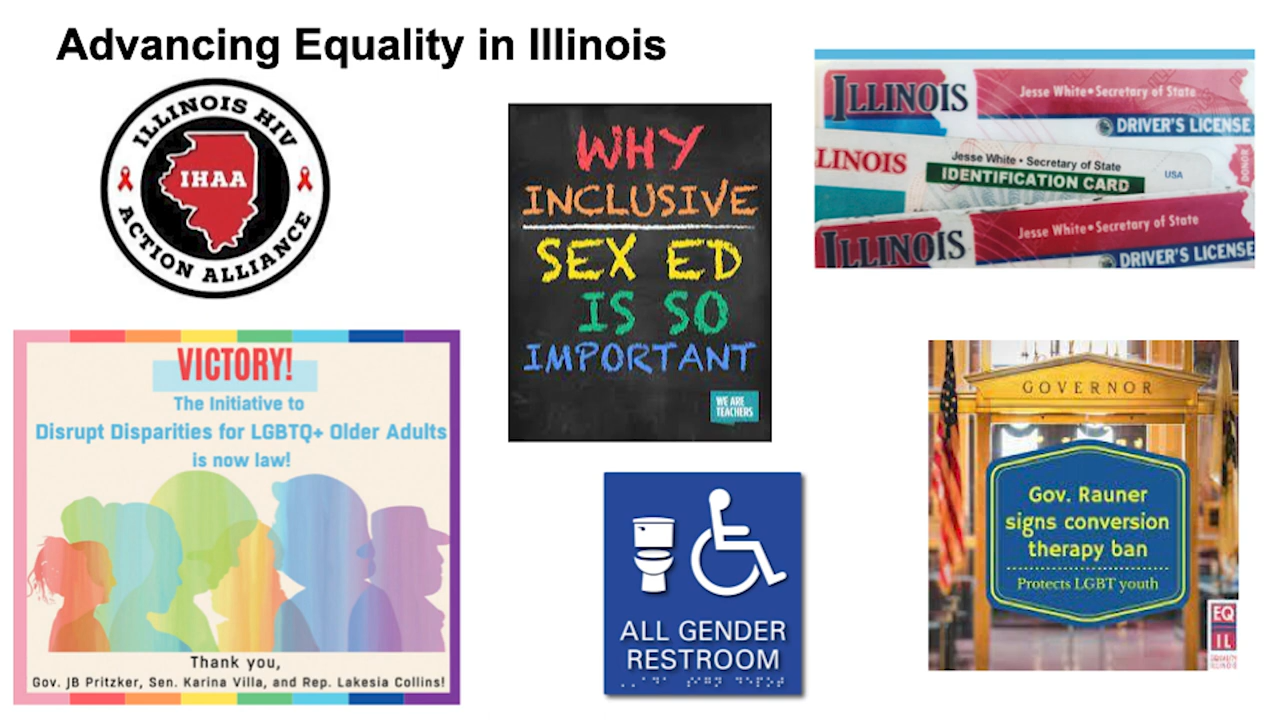 Advancing Equality in Illinois
ILLINOIS HIV
IHAA
ACTION ALLIANCE
WHY
INCLUSIVE
SEX ED
IS SO
IMPORTANT
WE ARE
TEACHERS
ILLINOIS
Jesse White•Secretary of State
DRIVER'S LICENSE
LINOIS
Jesse White • Secretary of State
USA
IDENTIFICATION CARD
DONOR
ILLINOIS
Jesse White•Secretary of State
DRIVER'S LICENSE
VICTORY!
The Initiative to
Disrupt Disparities for LGBTQ+ Older Adults
is now law!
Thank you,
Gov. JB Pritzker, Sen. Karina Villa, and Rep. Lakesia Collins!
ALL GENDER
RESTROOM
GOVERNOR
Gov. Rauner
signs conversion
therapy ban
Protects LGBT youth
EQ
IL
EQUALITY
ILLINOIS